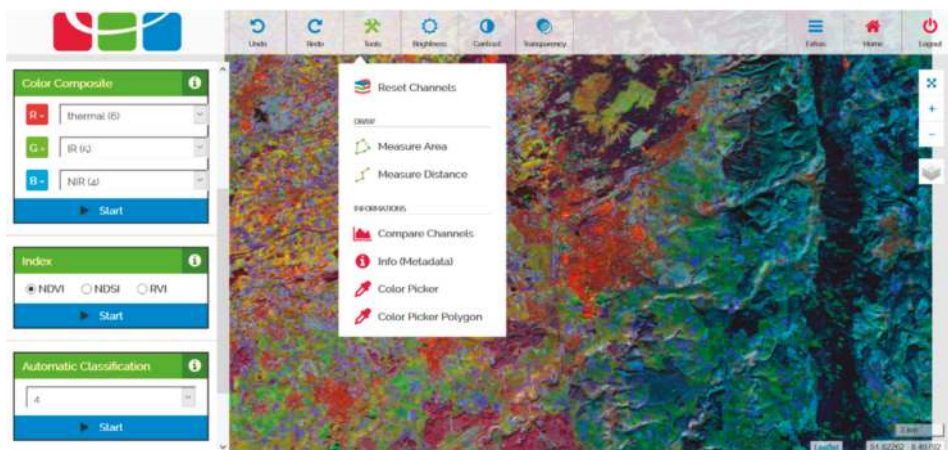 Undo Redo Tools Brightness Contrast Transparency Extras Home Logout
Color Composite
R thermal (6)
G IR (5)
B NIR (4)
Start
Index
NDVI NDSI RVI
Start
Automatic Classification
4
Start
Reset Channels
DRAW
Measure Area
Measure Distance
INFORMATIONS
Compare Channels
Info (Metadata)
Color Picker
Color Picker Polygon
+
-
Leaflet